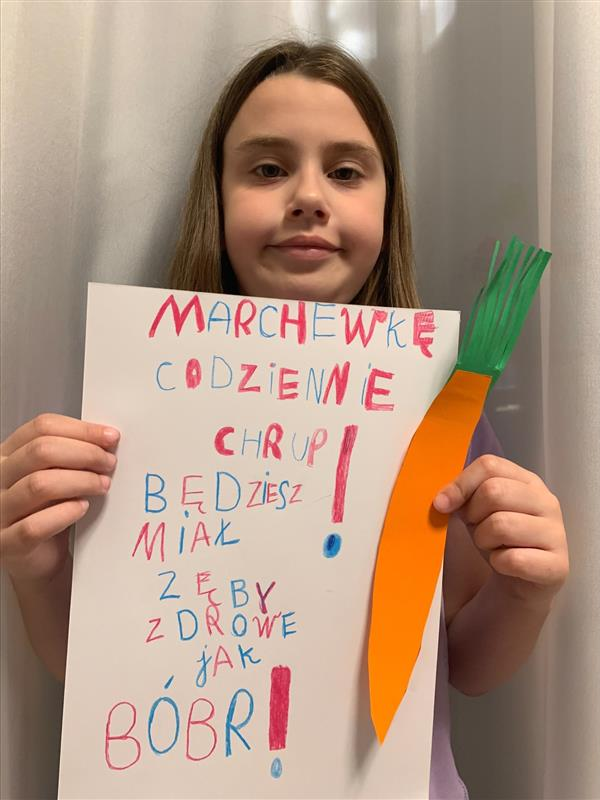 MARCHEWKĘ
CODZIENNIE
CHRUP!
BĘDZIESZ
MIAŁ
ZĘBY
ZDROWE
jAK
BÓBR!